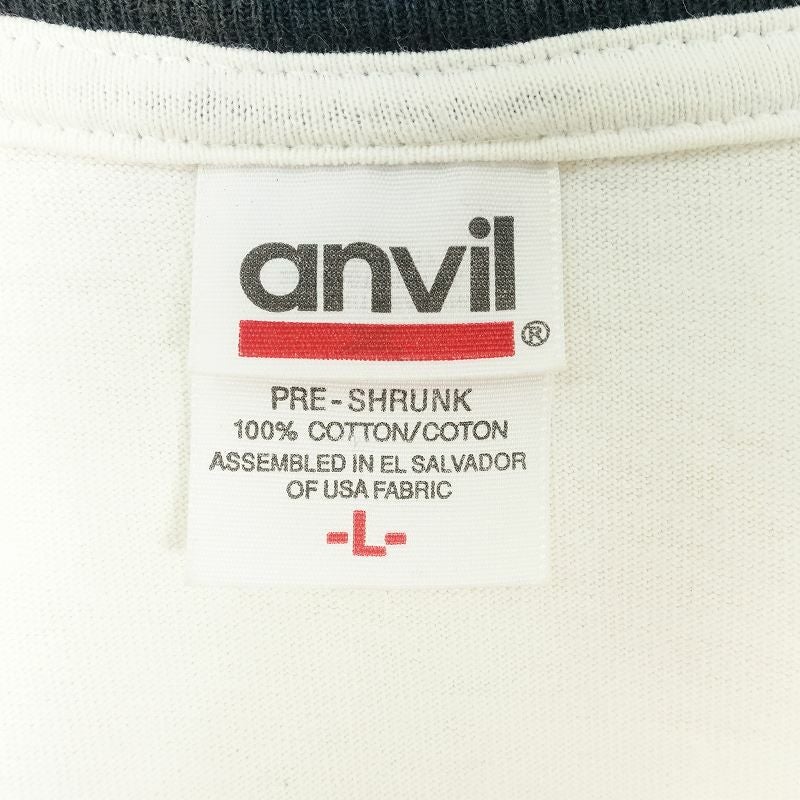 anvil®
PRE-SHRUNK
100% COTTON/COTON
ASSEMBLED IN EL SALVADOR
OF USA FABRIC
-L-